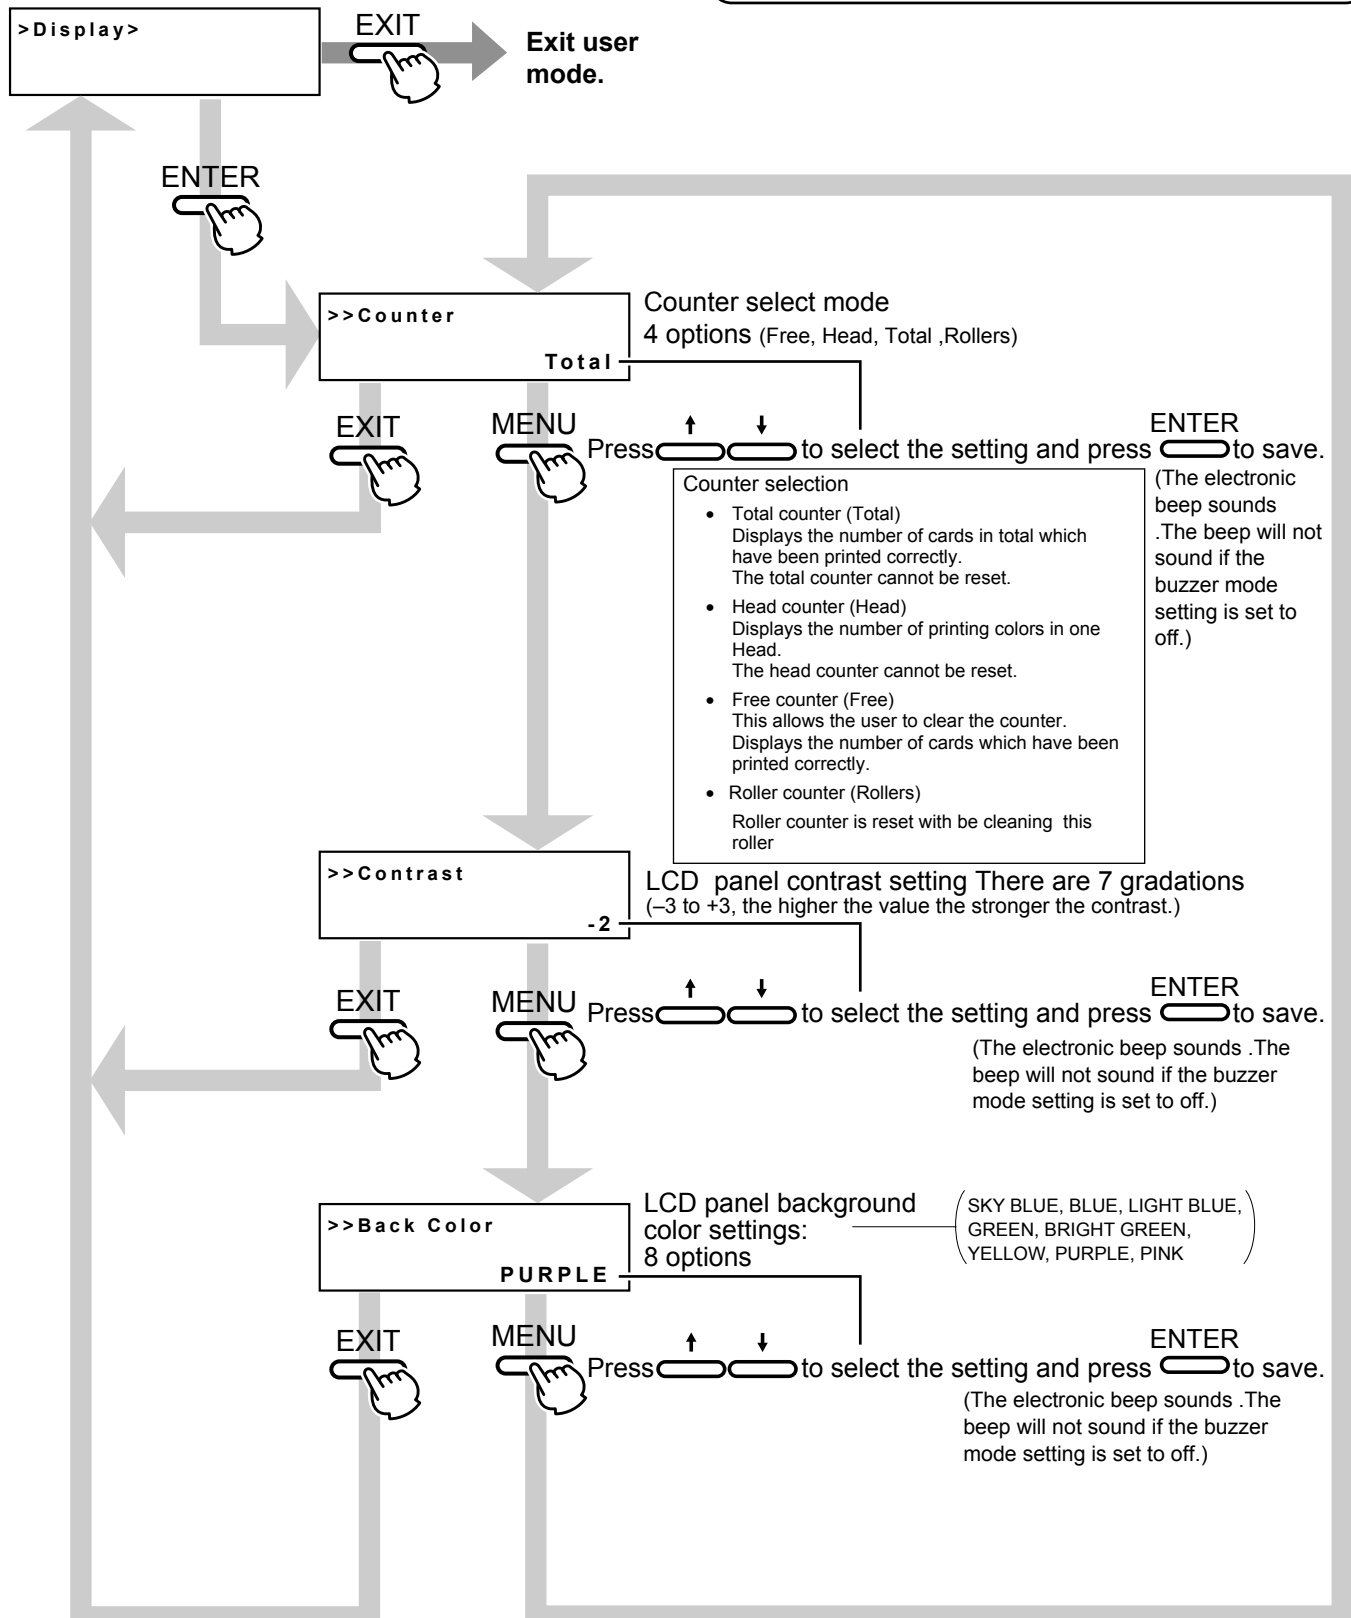 >Display>
EXIT
Exit user
mode.
ENTER
>>Counter
Total
Counter select mode
4 options (Free, Head, Total ,Rollers)
EXIT
MENU
ENTER
Press to select the setting and press to save.
(The electronic
beep sounds
.The beep will not
sound if the
buzzer mode
setting is set to
off.)
Counter selection
• Total counter (Total)
Displays the number of cards in total which
have been printed correctly.
The total counter cannot be reset.
• Head counter (Head)
Displays the number of printing colors in one
Head.
The head counter cannot be reset.
• Free counter (Free)
This allows the user to clear the counter.
Displays the number of cards which have been
printed correctly.
• Roller counter (Rollers)
Roller counter is reset with be cleaning this
roller
>>Contrast
-2
LCD panel contrast setting There are 7 gradations
(–3 to +3, the higher the value the stronger the contrast.)
EXIT
MENU
ENTER
Press to select the setting and press to save.
(The electronic beep sounds .The
beep will not sound if the buzzer
mode setting is set to off.)
>>Back Color
PURPLE
LCD panel background
color settings:
8 options
SKY BLUE, BLUE, LIGHT BLUE,
GREEN, BRIGHT GREEN,
YELLOW, PURPLE, PINK
EXIT
MENU
ENTER
Press to select the setting and press to save.
(The electronic beep sounds .The
beep will not sound if the buzzer
mode setting is set to off.)